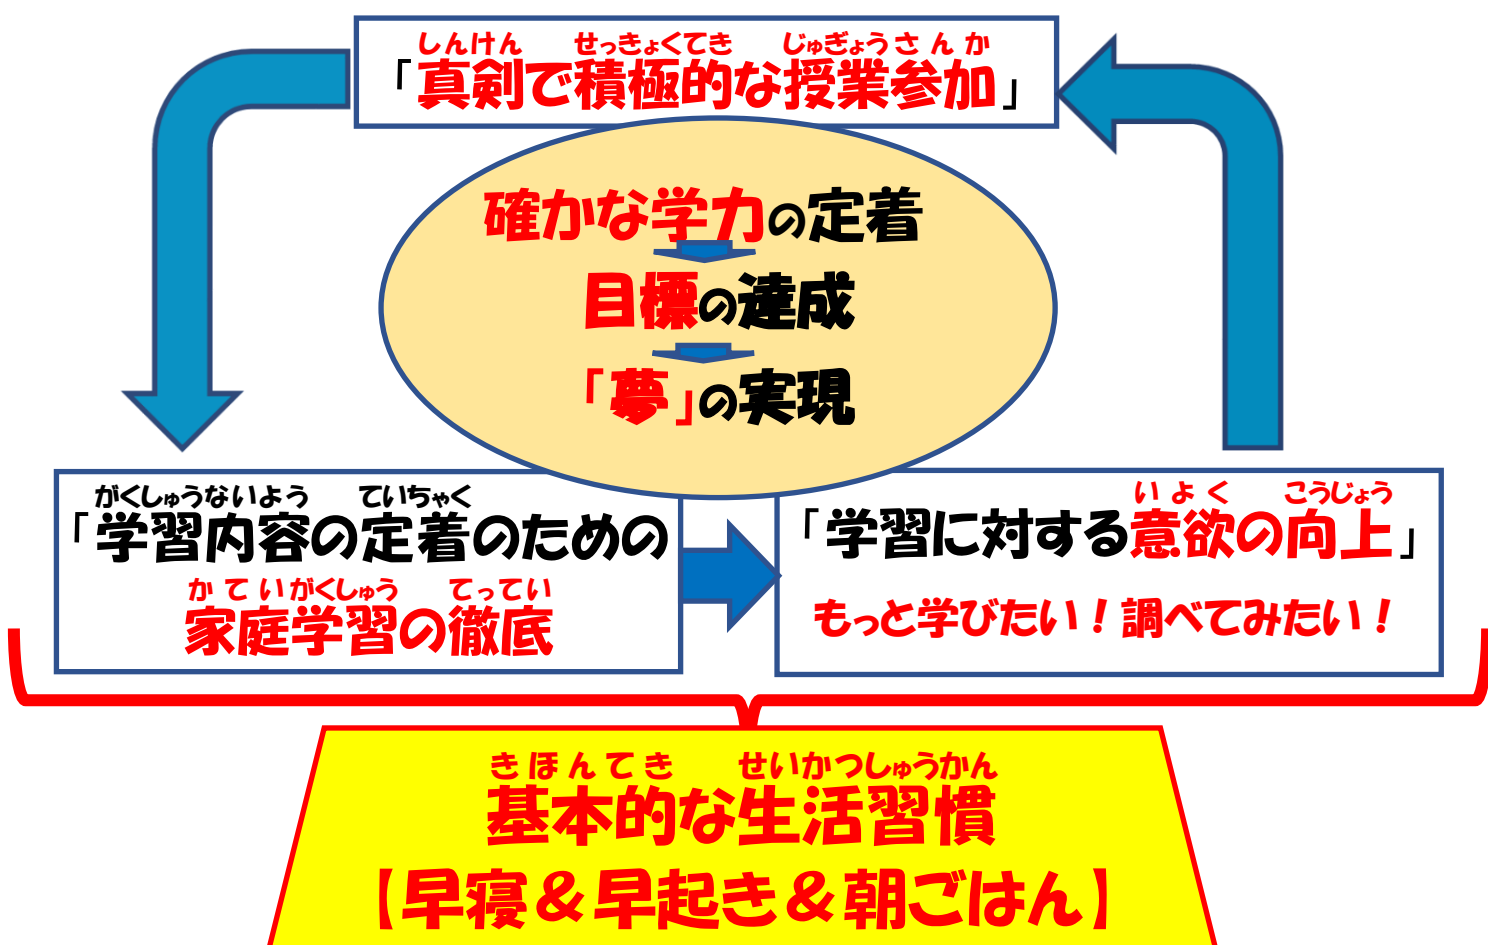 しんけん せっきょくてき じゅぎょうさんか
「真剣で積極的な授業参加」
確かな学力の定着
目標の達成
「夢」の実現
がくしゅうないよう ていちゃく
「学習内容の定着のための
かていがくしゅう てってい
家庭学習の徹底
いよく こうじょう
「学習に対する意欲の向上」
もっと学びたい！調べてみたい！
きほんてき せいかつしゅうかん
基本的な生活習慣
【早寝＆早起き＆朝ごはん】